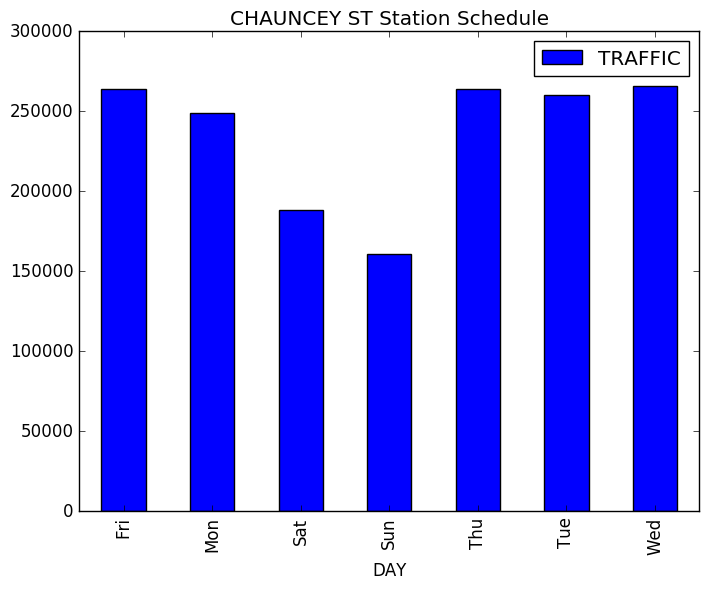 CHAUNCEY ST Station Schedule
TRAFFIC
300000
250000
200000
150000
100000
50000
0
Fri
Mon
Sat
Sun
Thu
Tue
Wed
DAY